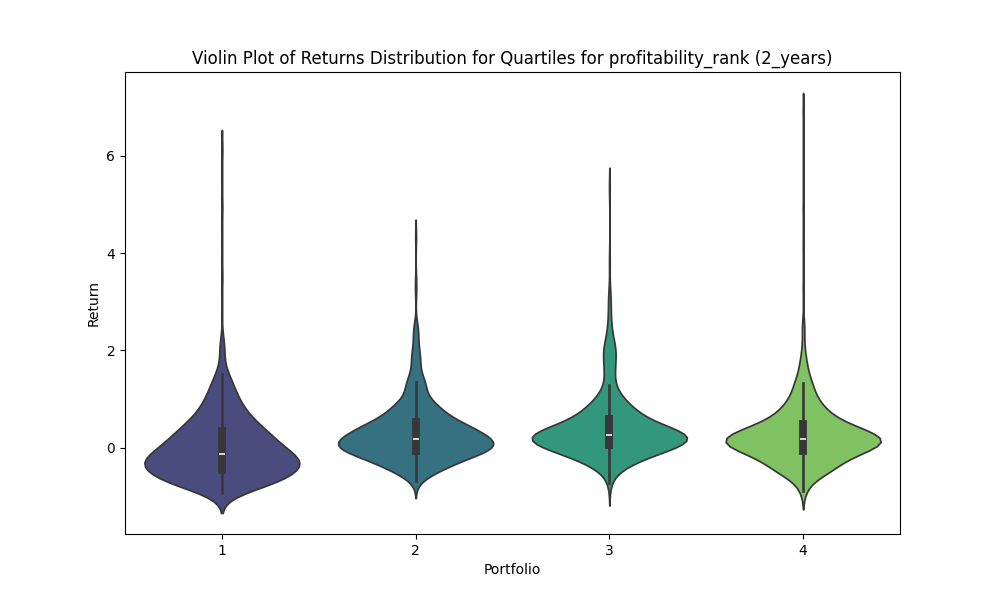 Violin Plot of Returns Distribution for Quartiles for profitability_rank (2_years)
6
4
2
0
Return
1 2 3 4
Portfolio